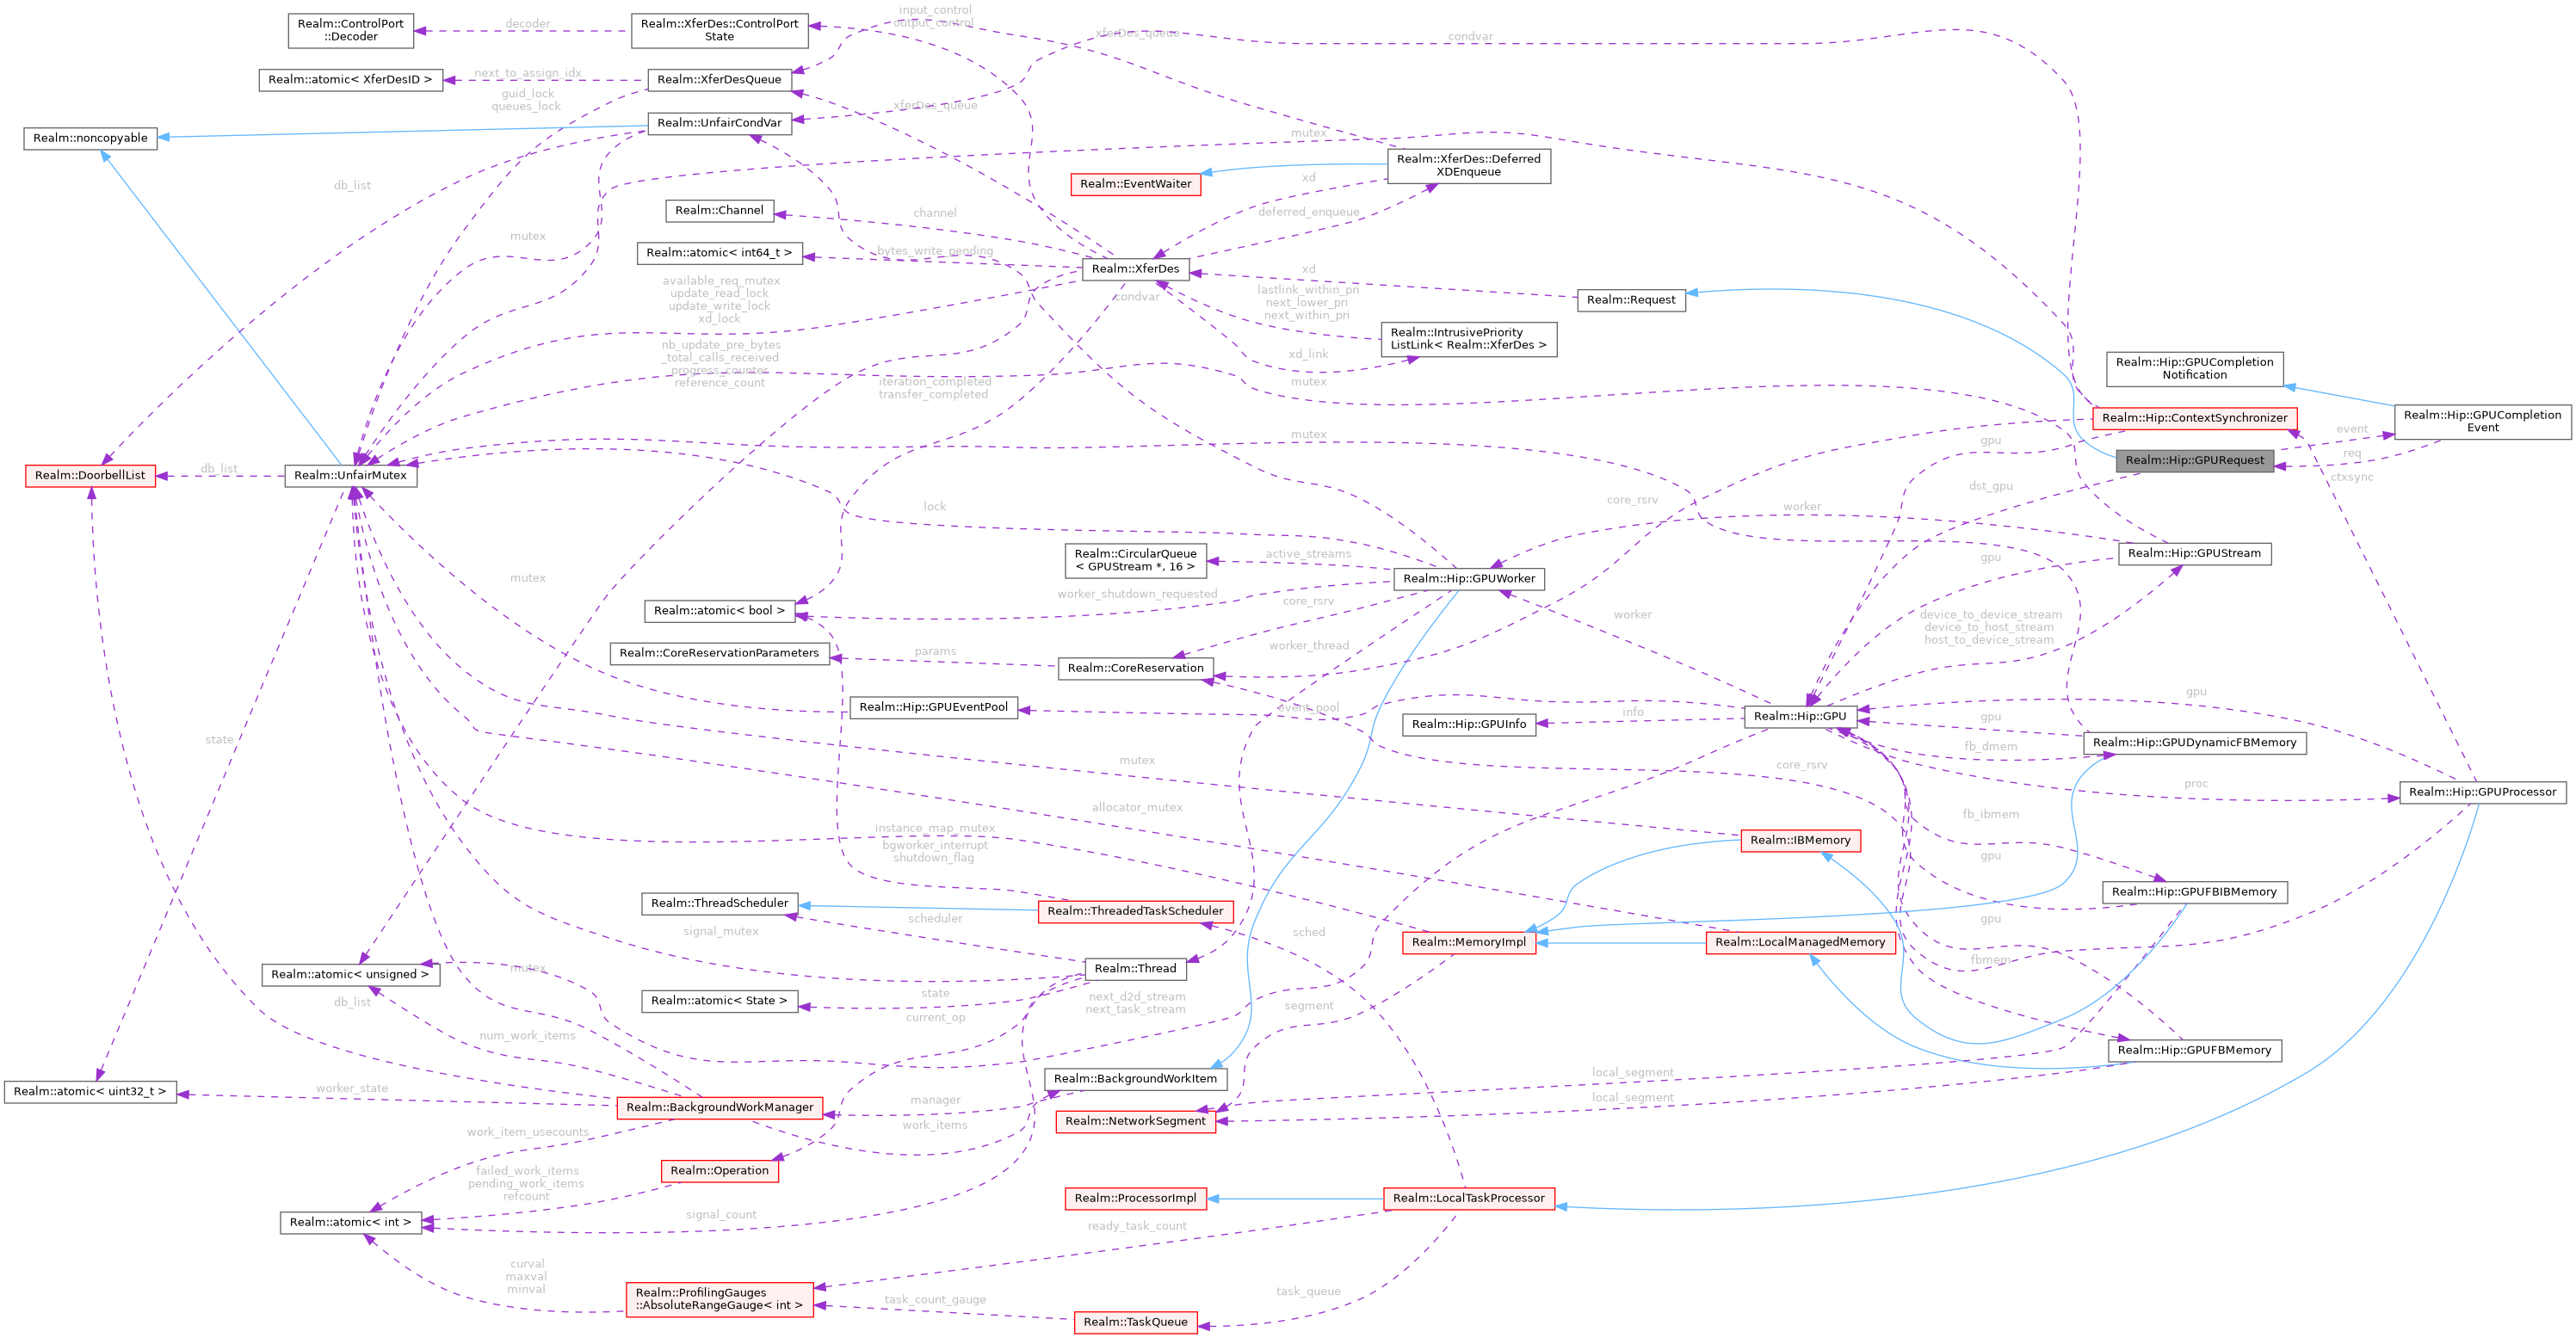 Realm::ControlPort
::Decoder
decoder
Realm::XferDes::ControlPort
State
input_control
output_control
xferDes_queue
condvar
Realm::atomic< XferDesID >
next_to_assign_idx
Realm::XferDesQueue
guid_lock
queues_lock
xferDes_queue
Realm::noncopyable
Realm::UnfairCondVar
mutex
Realm::XferDes::Deferred
XDEnqueue
Realm::EventWaiter
db_list
xd
Realm::Channel
channel
deferred_enqueue
mutex
Realm::atomic< int64_t >
bytes_write_pending
Realm::XferDes
xd
Realm::Request
available_req_mutex
update_read_lock
update_write_lock
xd_lock
condvar
lastlink_within_pri
next_lower_pri
next_within_pri
Realm::IntrusivePriority
ListLink< Realm::XferDes >
xd_link
nb_update_pre_bytes
_total_calls_received
progress_counter
reference_count
iteration_completed
transfer_completed
mutex
Realm::Hip::GPUCompletion
Notification
Realm::Hip::ContextSynchronizer
Realm::Hip::GPUCompletion
Event
event
req
gpu
mutex
Realm::Hip::GPURequest
ctxsync
Realm::DoorbellList
db_list
Realm::UnfairMutex
dst_gpu
lock
core_rsrv
worker
Realm::CircularQueue
< GPUStream *, 16 >
active_streams
Realm::Hip::GPUStream
gpu
mutex
Realm::Hip::GPUWorker
worker_shutdown_requested
core_rsrv
Realm::atomic< bool >
worker
device_to_device_stream
device_to_host_stream
host_to_device_stream
Realm::CoreReservationParameters
params
worker_thread
Realm::CoreReservation
gpu
Realm::Hip::GPUEventPool
event_pool
Realm::Hip::GPUInfo
info
Realm::Hip::GPU
gpu
state
Realm::Hip::GPUDynamicFBMemory
fb_dmem
mutex
core_rsrv
proc
Realm::Hip::GPUProcessor
allocator_mutex
fb_ibmem
instance_map_mutex
bgworker_interrupt
shutdown_flag
Realm::IBMemory
gpu
Realm::Hip::GPUFBIBMemory
Realm::ThreadScheduler
Realm::ThreadedTaskScheduler
scheduler
gpu
signal_mutex
sched
Realm::MemoryImpl
Realm::LocalManagedMemory
fbmem
Realm::atomic< unsigned >
mutex
Realm::Thread
state
Realm::atomic< State >
db_list
next_d2d_stream
next_task_stream
segment
current_op
num_work_items
Realm::Hip::GPUFBMemory
Realm::atomic< uint32_t >
worker_state
Realm::BackgroundWorkItem
local_segment
Realm::BackgroundWorkManager
manager
local_segment
work_items
Realm::NetworkSegment
work_item_usecounts
failed_work_items
pending_work_items
refcount
Realm::Operation
Realm::ProcessorImpl
Realm::LocalTaskProcessor
Realm::atomic< int >
signal_count
ready_task_count
curval
maxval
minval
Realm::ProfilingGauges
::AbsoluteRangeGauge< int >
task_count_gauge
task_queue
Realm::TaskQueue